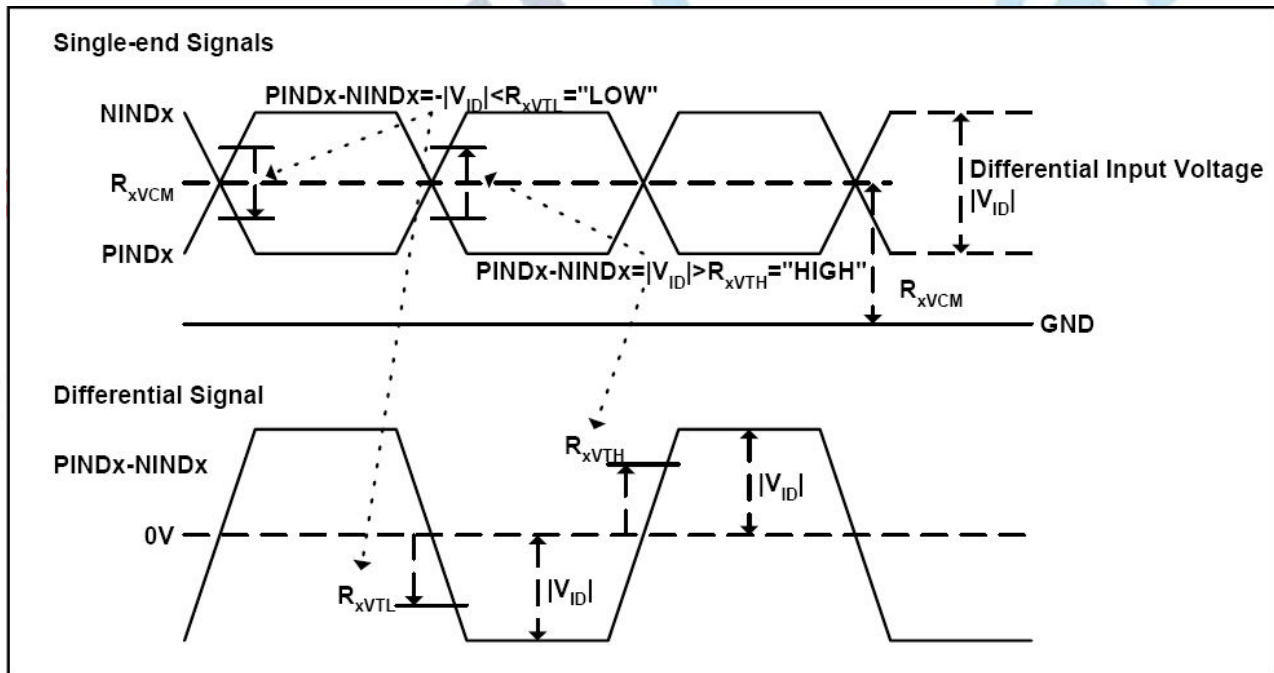 Single-end Signals
PINDx-NINDx=-|VID|<RxVTL="LOW"
NINDx
RxVCM
Differential Input Voltage
|VID|
PINDx
PINDx-NINDx=|VID|>RxVTH="HIGH"
RxVCM
GND
Differential Signal
PINDx-NINDx
RxVTH
|VID|
0V
RxVTL
|VID|